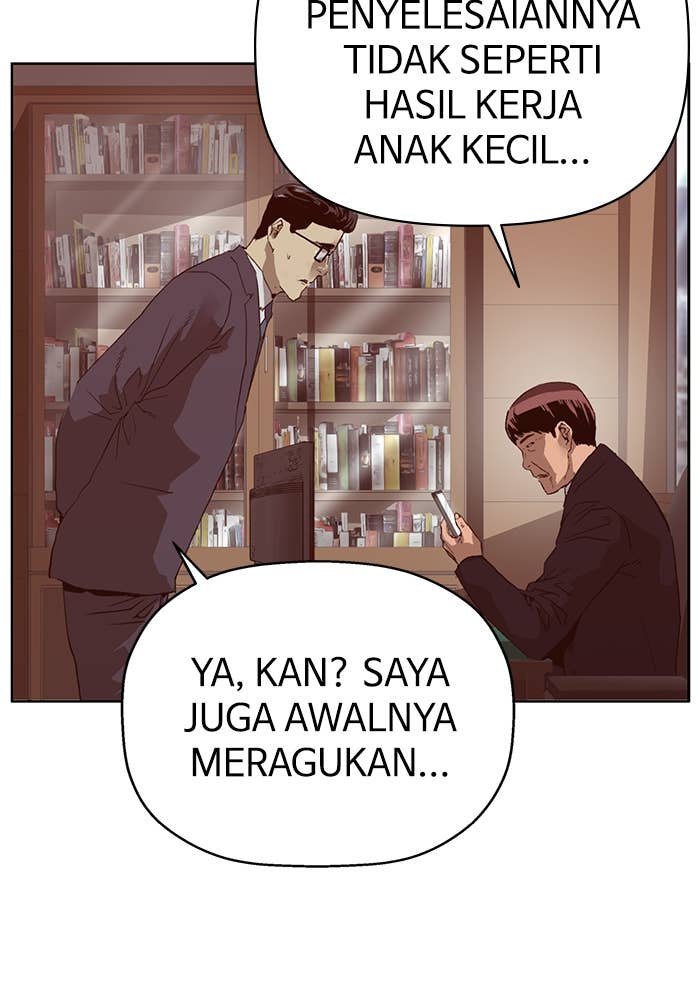 PENYELESAIANNYA
TIDAK SEPERTI
HASIL KERJA
ANAK KECIL...
YA, KAN? SAYA
JUGA AWALNYA
MERAGUKAN...